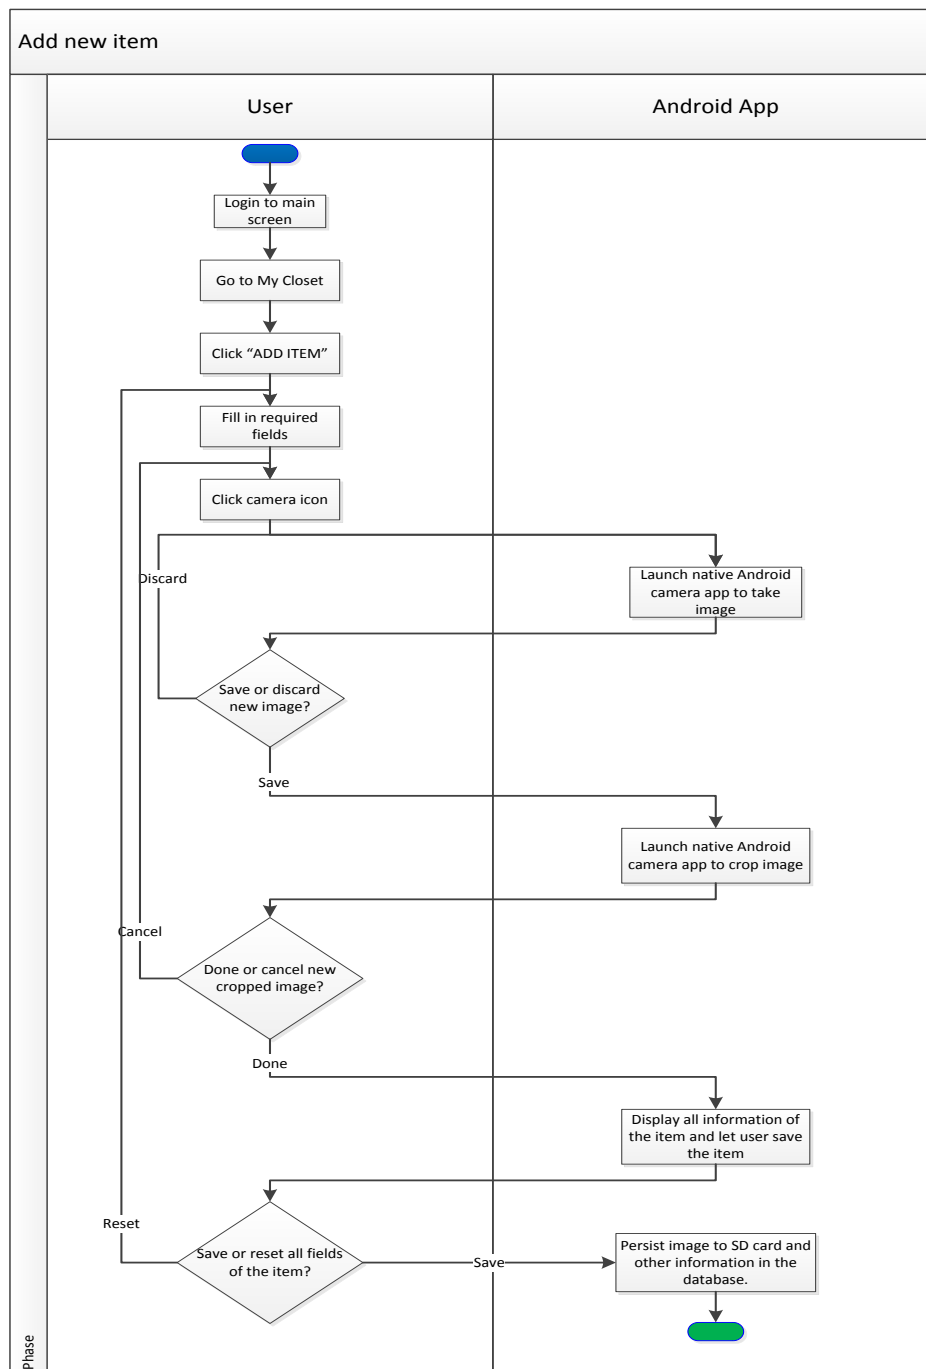 Add new item
User
Android App
Login to main
screen
Go to My Closet
Click “ADD ITEM”
Fill in required
fields
Click camera icon
Discard
Launch native Android
camera app to take
image
Save or discard
new image?
Save
Launch native Android
camera app to crop image
Cancel
Done or cancel new
cropped image?
Done
Display all information of
the item and let user save
the item
Reset
Save or reset all fields
of the item?
Save
Persist image to SD card and
other information in the
database.
Phase